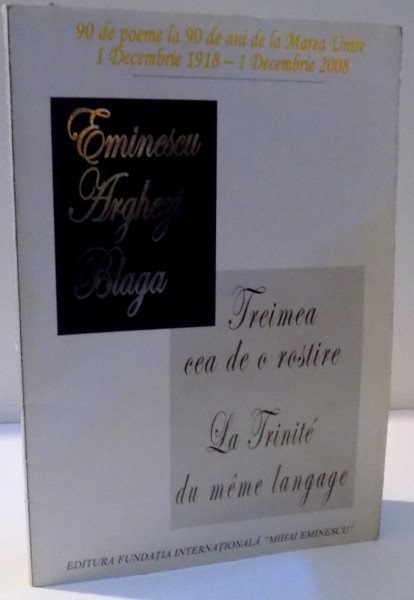 90 de poeme la 90 de ani de la Marea Unire
1 Decembrie 1918 – 1 Decembrie 2008
Eminescu
Arghezi
Blaga
Treimea
cea de o rostire
La Trinité
du même langage
EDITURA FUNDAȚIA INTERNAȚIONALĂ "MIHAI EMINESCU"